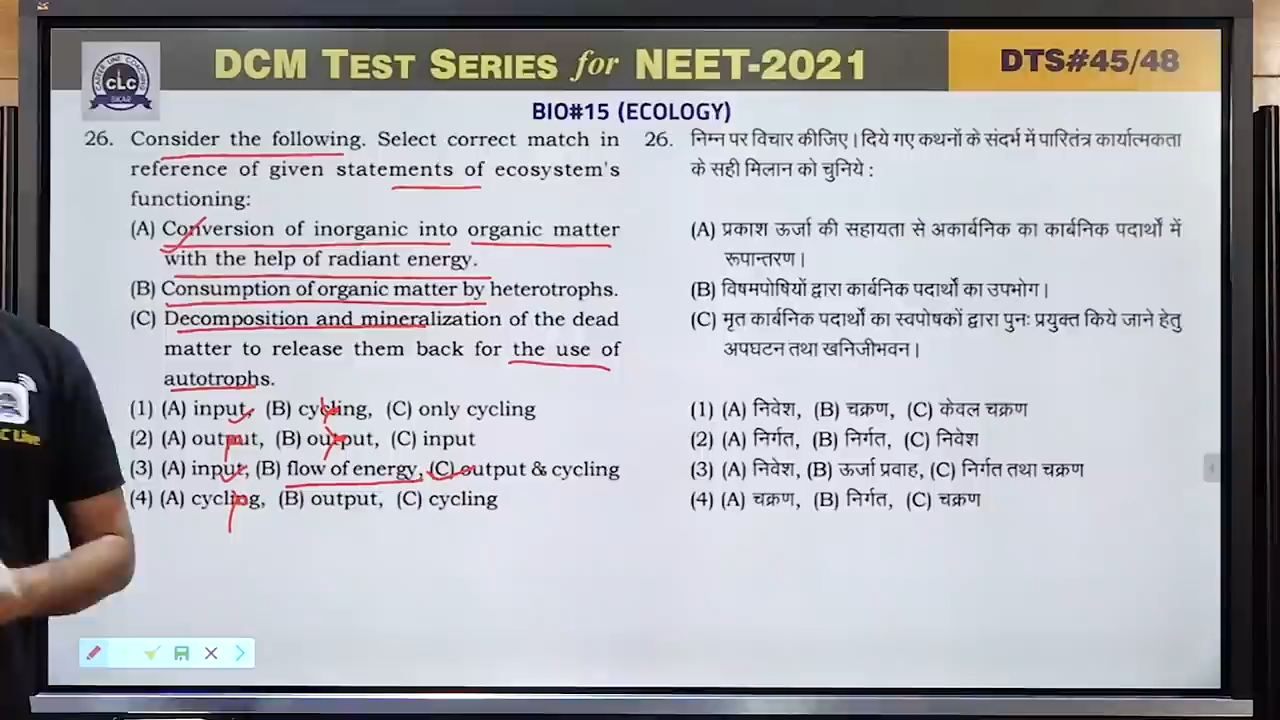 DCM TEST SERIES for NEET-2021
DTS#45/48
CLC
SIKAR
BIO#15 (ECOLOGY)
26. Consider the following. Select correct match in
reference of given statements of ecosystem's
functioning:
(A) Conversion of inorganic into organic matter
with the help of radiant energy.
(B) Consumption of organic matter by heterotrophs.
(C) Decomposition and mineralization of the dead
matter to release them back for the use of
autotrophs.
(1) (A) input, (B) cycling, (C) only cycling
(2) (A) output, (B) output, (C) input
(3) (A) input, (B) flow of energy, (C) output & cycling
(4) (A) cycling, (B) output, (C) cycling
26. निम्न पर विचार कीजिए। दिये गए कथनों के संदर्भ में पारितंत्र कार्यात्मकता
के सही मिलान को चुनिये :
(A) प्रकाश ऊर्जा की सहायता से अकार्बनिक का कार्बनिक पदार्थों में
रूपान्तरण।
(B) विषमपोषियों द्वारा कार्बनिक पदार्थों का उपभोग।
(C) मृत कार्बनिक पदार्थों का स्वपोषकों द्वारा पुनः प्रयुक्त किये जाने हेतु
अपघटन तथा खनिजीभवन।
(1) (A) निवेश, (B) चक्रण, (C) केवल चक्रण
(2) (A) निर्गत, (B) निर्गत, (C) निवेश
(3) (A) निवेश, (B) ऊर्जा प्रवाह, (C) निर्गत तथा चक्रण
(4) (A) चक्रण, (B) निर्गत, (C) चक्रण
C Live